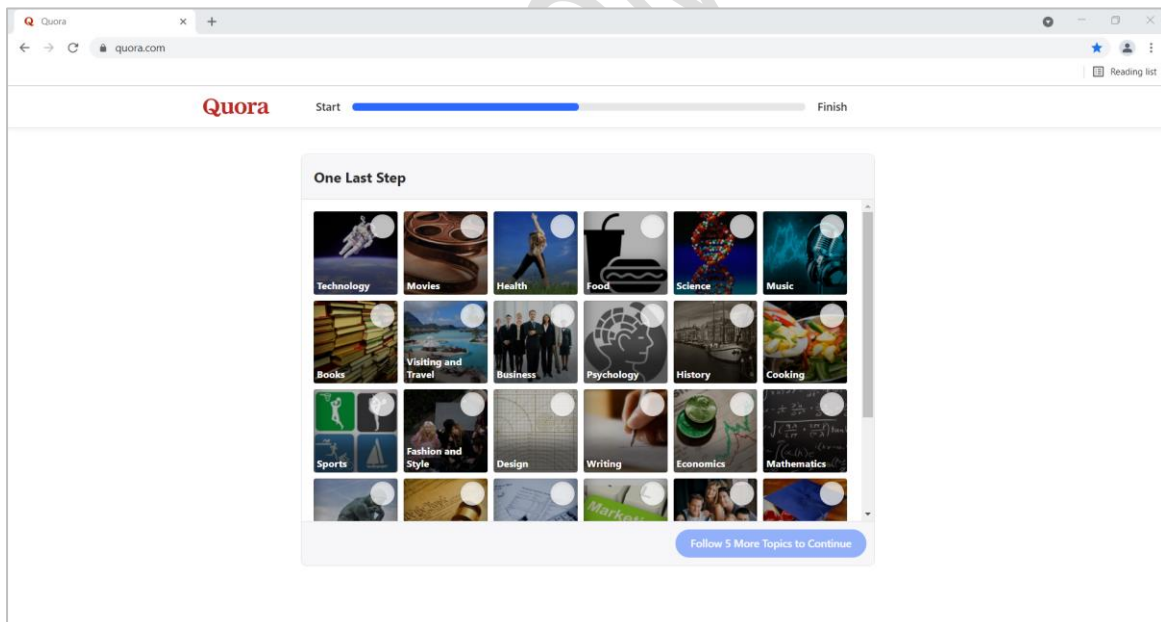 Quora
quora.com
Reading list
Quora
Start
Finish
One Last Step
Technology
Movies
Health
Food
Science
Music
Books
Visiting and
Travel
Business
Psychology
History
Cooking
Sports
Fashion and
Style
Design
Writing
Economics
Mathematics
Follow 5 More Topics to Continue